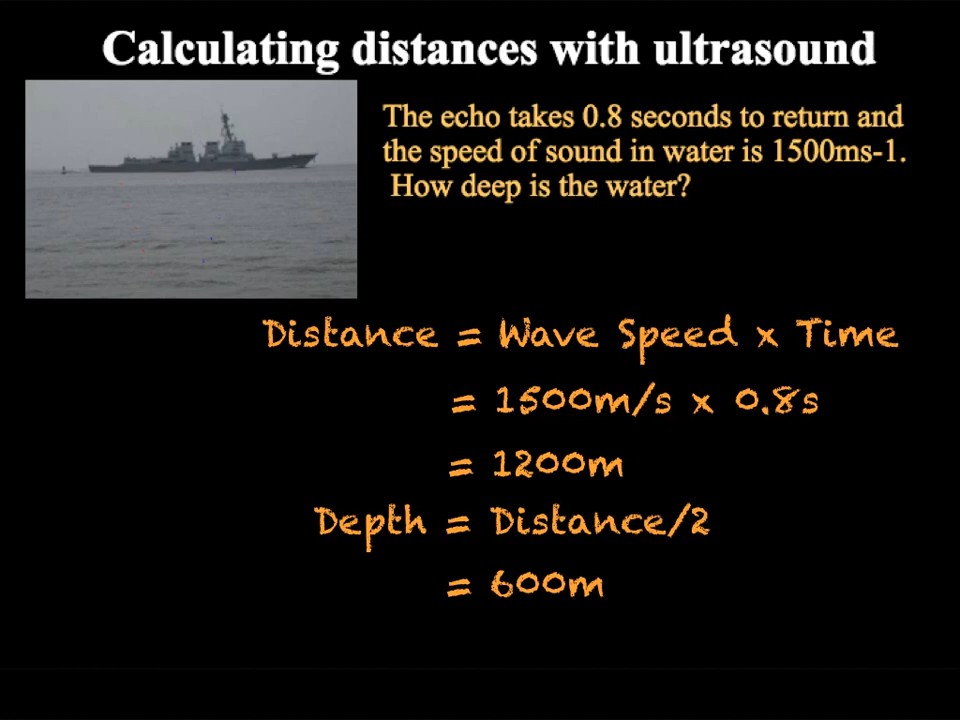 Calculating distances with ultrasound
The echo takes 0.8 seconds to return and
the speed of sound in water is 1500ms-1.
How deep is the water?
Distance = Wave Speed x Time
= 1500m/s x 0.8s
= 1200m
Depth = Distance/2
= 600m